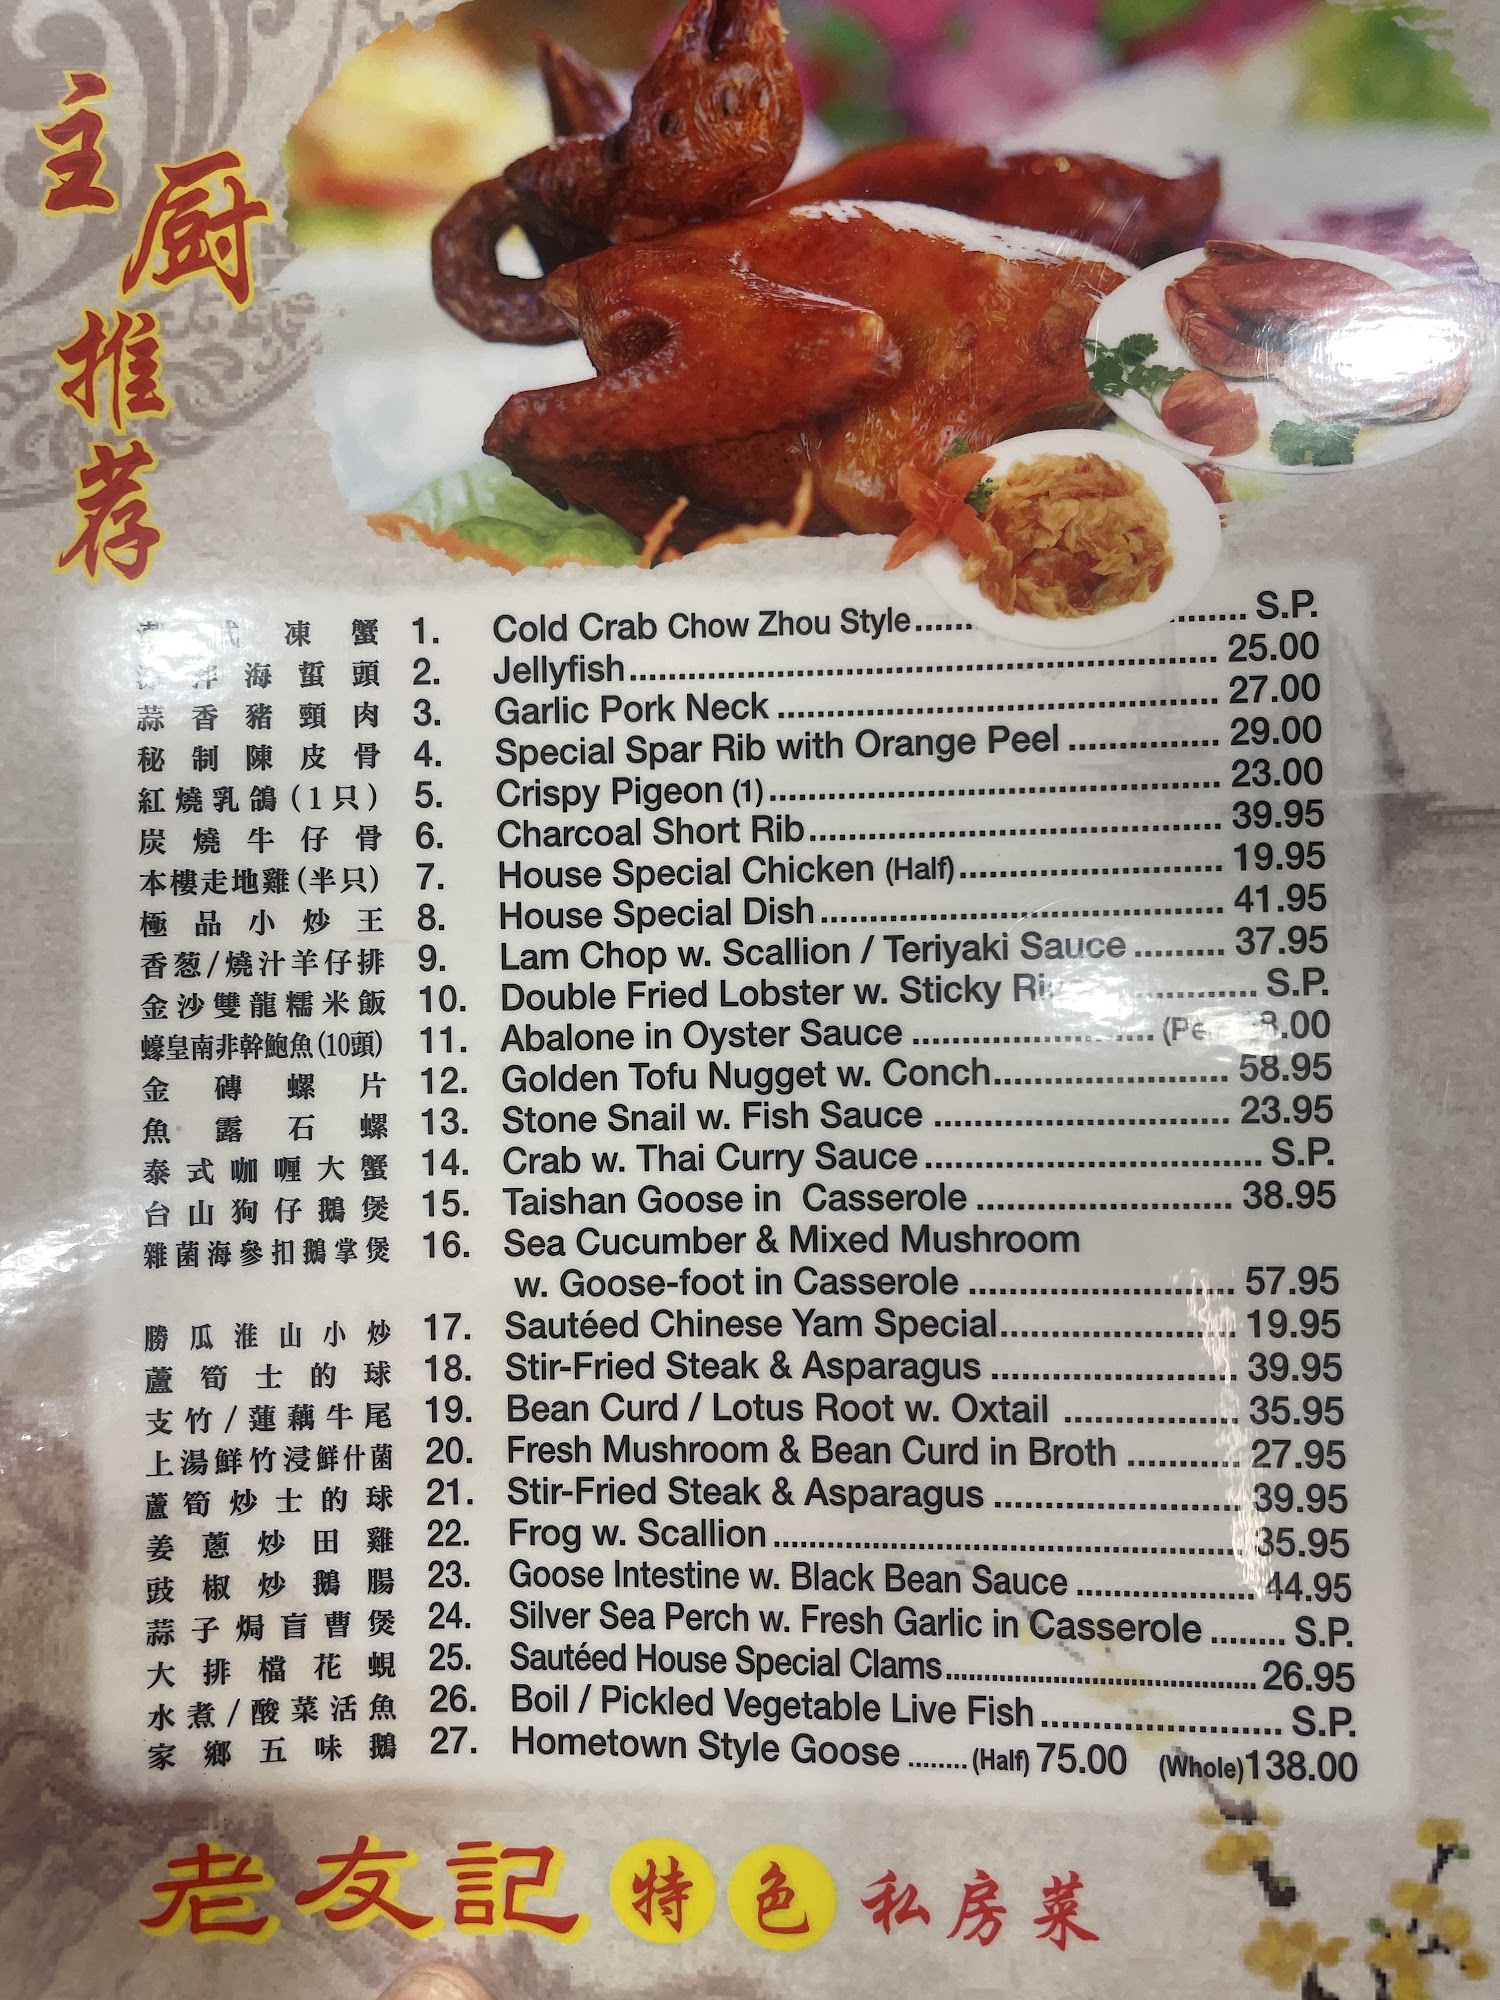 主厨推荐
凍蟹 1. Cold Crab Chow Zhou Style...... ........ S.P.
海蜇頭 2. Jellyfish ........ 25.00
蒜香豬頸肉 3. Garlic Pork Neck ........ 27.00
秘制陳皮骨 4. Special Spar Rib with Orange Peel ........ 29.00
紅燒乳鴿(1只) 5. Crispy Pigeon (1) ........ 23.00
炭燒牛仔骨 6. Charcoal Short Rib ........ 39.95
本樓走地雞(半只) 7. House Special Chicken (Half) ........ 19.95
極品小炒王 8. House Special Dish ........ 41.95
香葱/燒汁羊仔排 9. Lam Chop w. Scallion / Teriyaki Sauce ......... 37.95
金沙雙龍糯米飯 10. Double Fried Lobster w. Sticky ........ S.P.
蠔皇南非幹鮑魚(10頭) 11. Abalone in Oyster Sauce ........
金磚螺片 12. Golden Tofu Nugget w. Conch ........ 58.95
魚露石螺 13. Stone Snail w. Fish Sauce ........ 23.95
泰式咖喱大蟹 14. Crab w. Thai Curry Sauce ........ S.P.
台山狗仔鵝煲 15. Taishan Goose in Casserole ........ 38.95
雜菌海參扣鵝掌煲 16. Sea Cucumber & Mixed Mushroom
w. Goose-foot in Casserole ........ 57.95
勝瓜淮山小炒 17. Sautéed Chinese Yam Special ........ 19.95
蘆筍士的球 18. Stir-Fried Steak & Asparagus ........ 39.95
支竹/蓮藕牛尾 19. Bean Curd / Lotus Root w. Oxtail ........ 35.95
上湯鮮竹浸鮮什菌 20. Fresh Mushroom & Bean Curd in Broth ........ 27.95
蘆筍炒士的球 21. Stir-Fried Steak & Asparagus ........ 39.95
姜蔥炒田雞 22. Frog w. Scallion ........ 35.95
豉椒炒鵝腸 23. Goose Intestine w. Black Bean Sauce ........ 44.95
蒜子焗盲曹煲 24. Silver Sea Perch w. Fresh Garlic in Casserole ........ S.P.
大排檔花蜆 25. Sautéed House Special Clams ........ 26.95
水煮/酸菜活魚 26. Boil / Pickled Vegetable Live Fish ........ S.P.
家鄉五味鵝 27. Hometown Style Goose ........ (Half) 75.00 (Whole)138.00
老友記 特色 私房菜